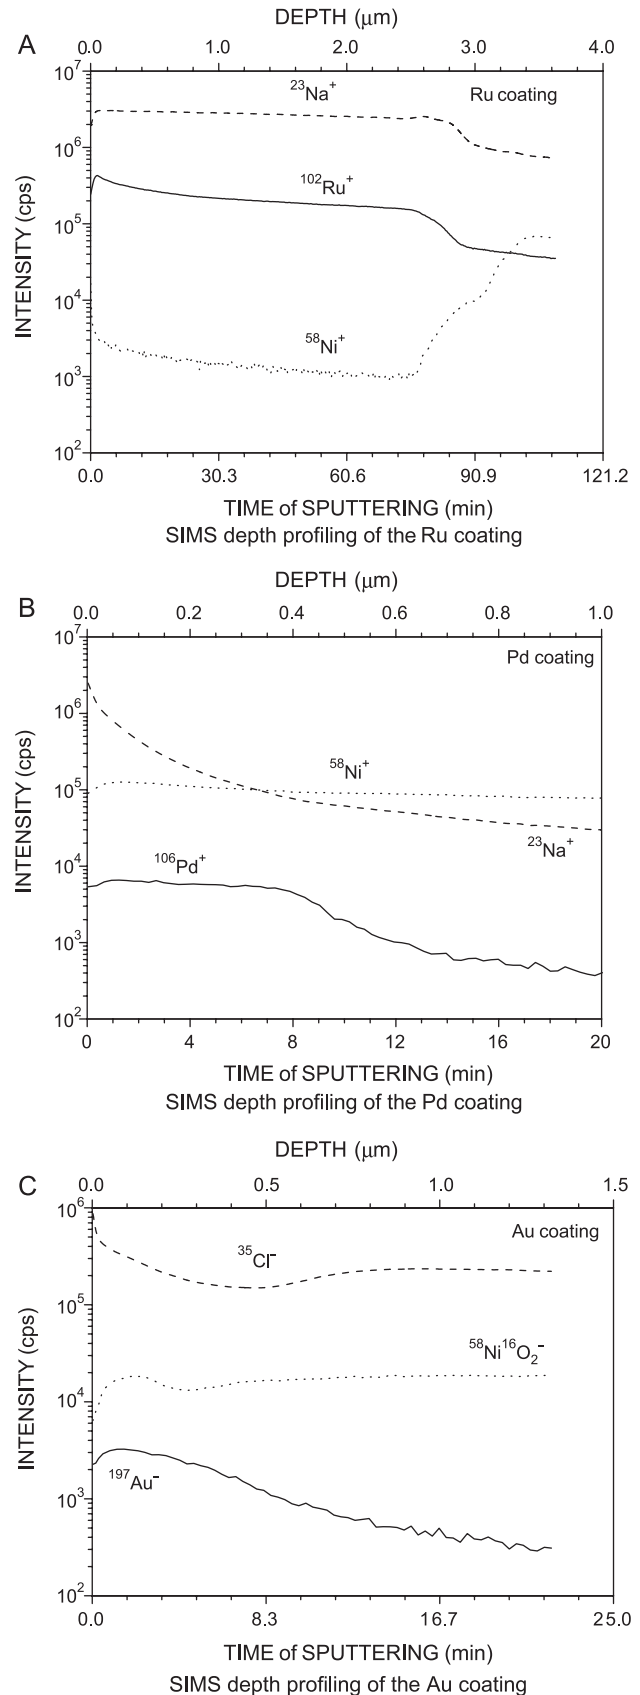 A
DEPTH (μm)
0.0 1.0 2.0 3.0 4.0
10⁷
10⁶
10⁵
10⁴
10³
10²
INTENSITY (cps)
²³Na⁺
Ru coating
¹⁰²Ru⁺
⁵⁸Ni⁺
0.0 30.3 60.6 90.9 121.2
TIME of SPUTTERING (min)
SIMS depth profiling of the Ru coating
B
DEPTH (μm)
0.0 0.2 0.4 0.6 0.8 1.0
10⁷
10⁶
10⁵
10⁴
10³
10²
INTENSITY (cps)
Pd coating
⁵⁸Ni⁺
²³Na⁺
¹⁰⁶Pd⁺
0 4 8 12 16 20
TIME of SPUTTERING (min)
SIMS depth profiling of the Pd coating
C
DEPTH (μm)
0.0 0.5 1.0 1.5
10⁶
10⁵
10⁴
10³
10²
INTENSITY (cps)
Au coating
³⁵Cl⁻
⁵⁸Ni¹⁶O₂⁻
¹⁹⁷Au⁻
0.0 8.3 16.7 25.0
TIME of SPUTTERING (min)
SIMS depth profiling of the Au coating